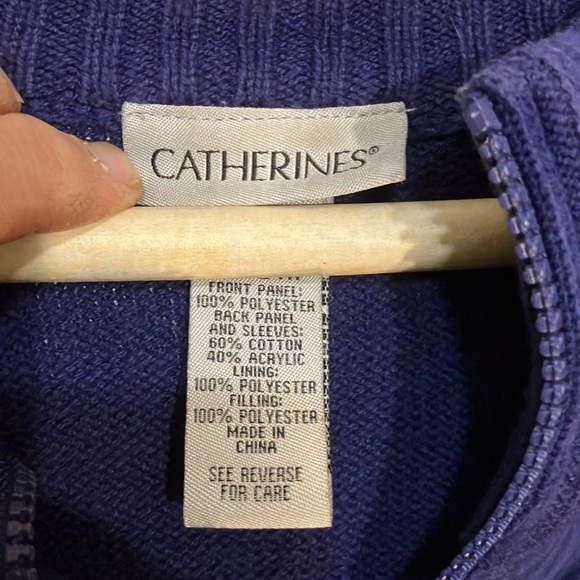 CATHERINES®
FRONT PANEL:
100% POLYESTER
BACK PANEL
AND SLEEVES:
60% COTTON
40% ACRYLIC
LINING:
100% POLYESTER
FILLING:
100% POLYESTER
MADE IN
CHINA
SEE REVERSE
FOR CARE